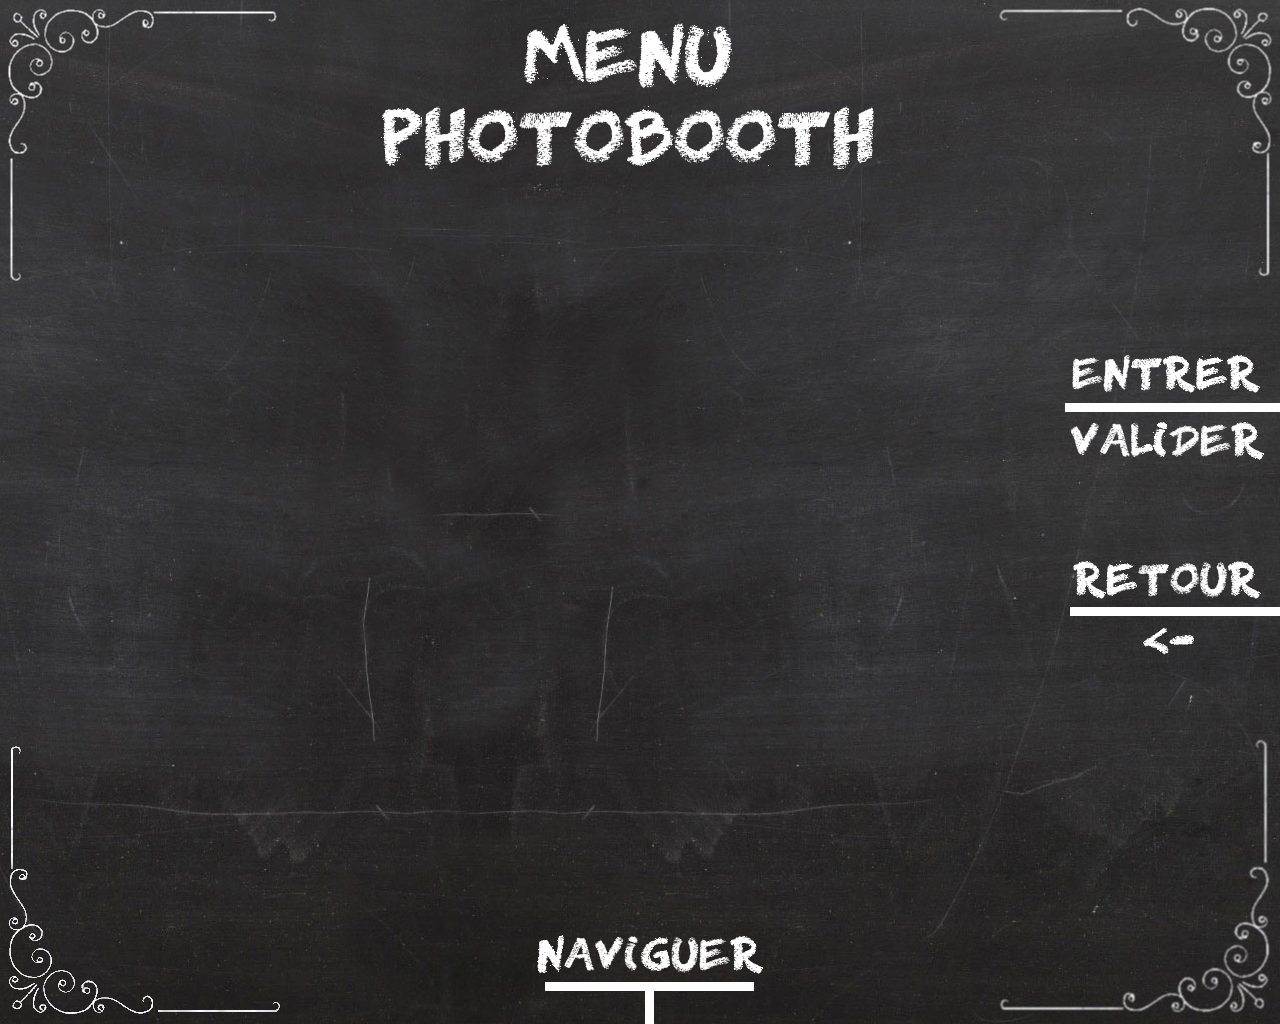 MENU
PHOTOBOOTH
ENTRER
VALiDER
RETOUR
<-
NAViGUER